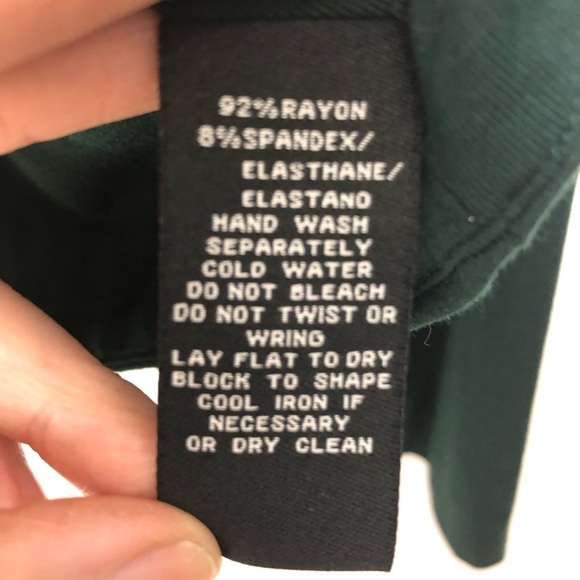 92%RAYON
8%SPANDEX/
ELASTHANE/
ELASTANO
HAND WASH
SEPARATELY
COLD WATER
DO NOT BLEACH
DO NOT TWIST OR
WRING
LAY FLAT TO DRY
BLOCK TO SHAPE
COOL IRON IF
NECESSARY
OR DRY CLEAN